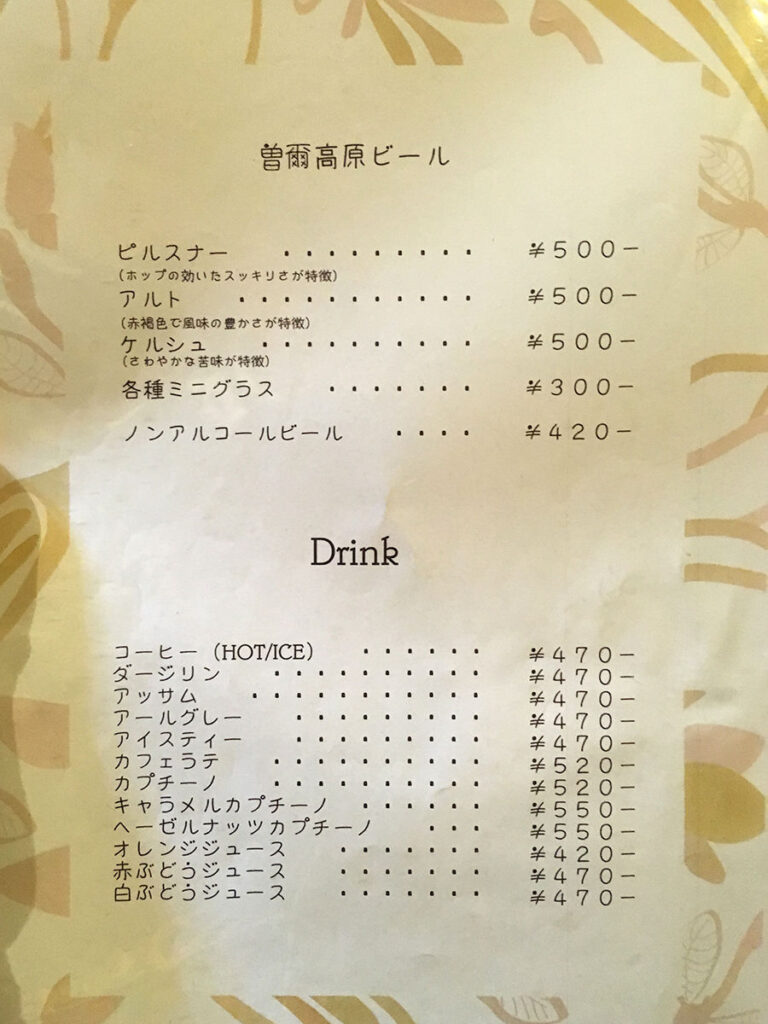 曽爾高原ビール
ピルスナー ・・・・・・・・・ ¥500−
(ホップの効いたスッキリさが特徴)
アルト ・・・・・・・・・・・ ¥500−
(赤褐色で風味の豊かさが特徴)
ケルシュ ・・・・・・・・・・ ¥500−
(さわやかな苦味が特徴)
各種ミニグラス ・・・・・・・ ¥300−
ノンアルコールビール ・・・・ ¥420−
Drink
コーヒー(HOT/ICE) ・・・・・・ ¥470−
ダージリン ・・・・・・・・・・ ¥470−
アッサム ・・・・・・・・・・・ ¥470−
アールグレー ・・・・・・・・・ ¥470−
アイスティー ・・・・・・・・・ ¥470−
カフェラテ ・・・・・・・・・・ ¥520−
カプチーノ ・・・・・・・・・・ ¥520−
キャラメルカプチーノ ・・・・・・ ¥550−
ヘーゼルナッツカプチーノ ・・・ ¥550−
オレンジジュース ・・・・・・・ ¥420−
赤ぶどうジュース ・・・・・・・ ¥470−
白ぶどうジュース ・・・・・・・ ¥470−